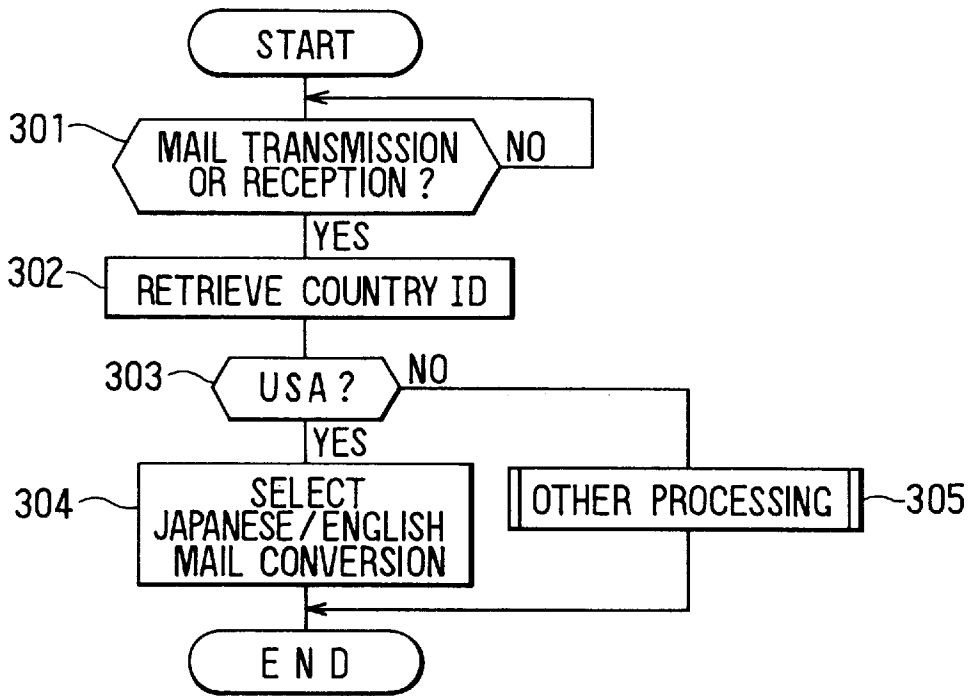 START
301
MAIL TRANSMISSION
OR RECEPTION ?
NO
YES
302
RETRIEVE COUNTRY ID
303
USA ?
NO
YES
304
SELECT
JAPANESE/ENGLISH
MAIL CONVERSION
OTHER PROCESSING
305
END